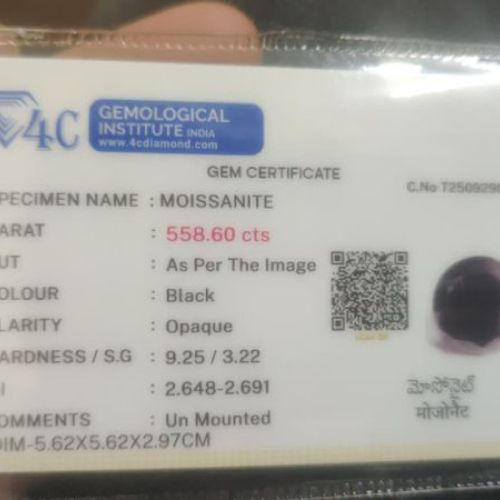 4C
GEMOLOGICAL
INSTITUTE INDIA
www.4cdiamond.com
GEM CERTIFICATE
C.No T2509290
PECIMEN NAME : MOISSANITE
ARAT : 558.60 cts
UT : As Per The Image
OLOUR : Black
LARITY : Opaque
ARDNESS / S.G : 9.25 / 3.22
I : 2.648-2.691
OMMENTS : Un Mounted
DIM-5.62X5.62X2.97CM
మోసోనైట్
मोजोनैट